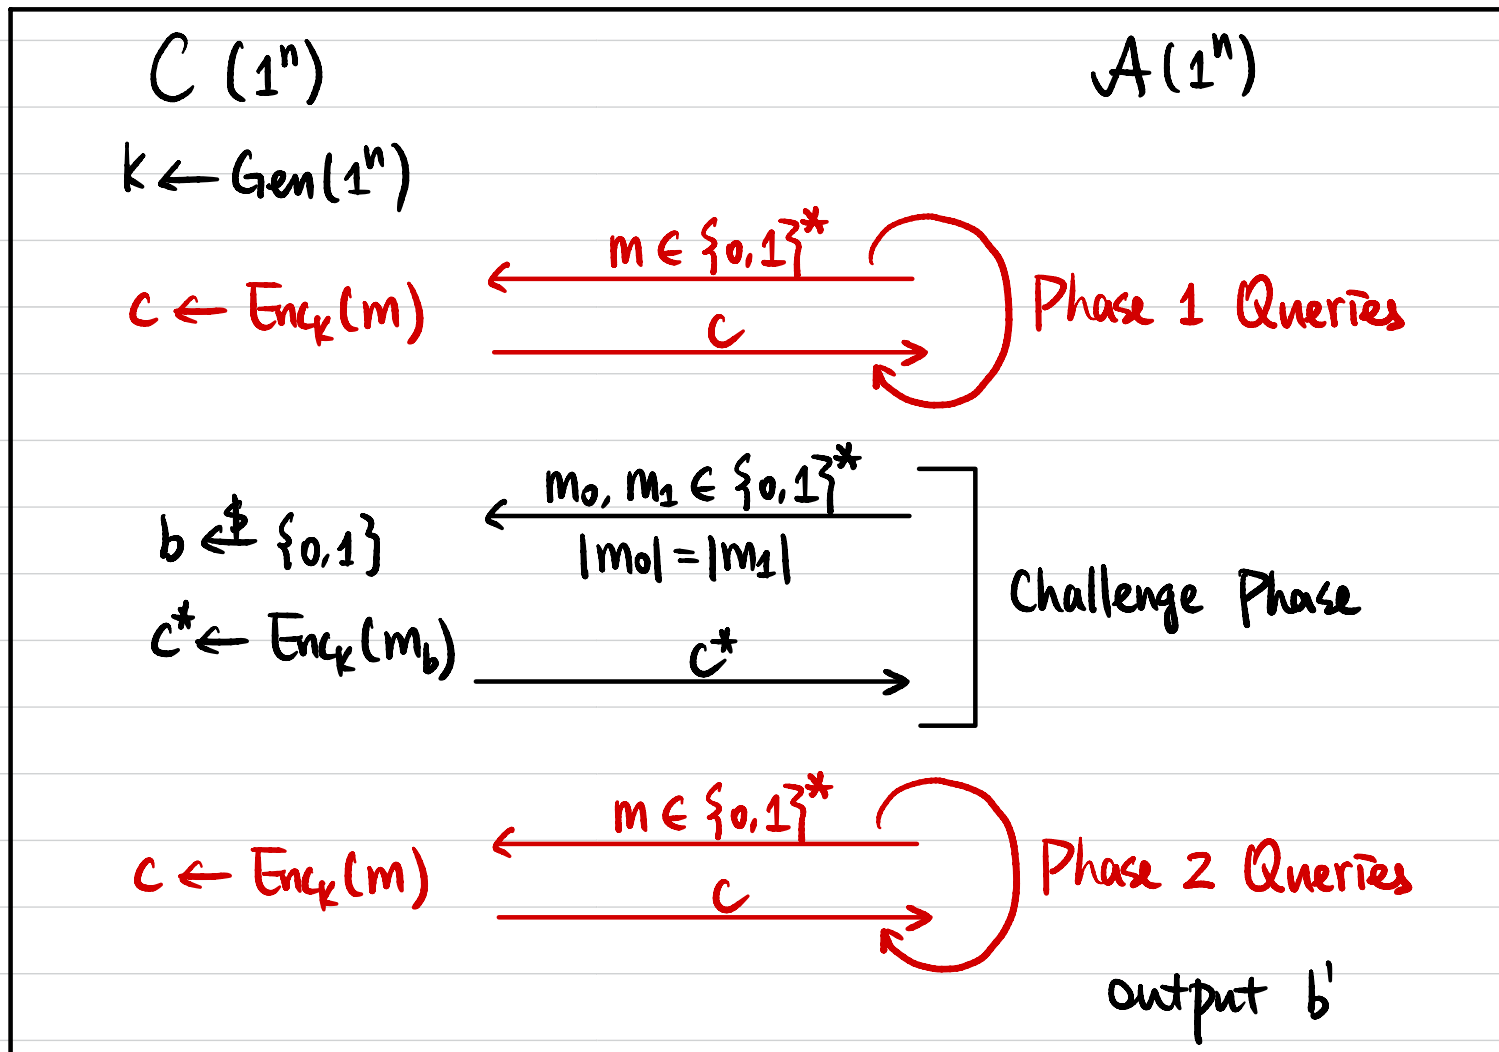 C(1ⁿ) A(1ⁿ)
k ← Gen(1ⁿ)
m ∈ {0,1}*
c ← Enc_k(m) Phase 1 Queries
c
m₀, m₁ ∈ {0,1}*
b ←$ {0,1} |m₀| = |m₁|
Challenge Phase
c* ← Enc_k(m_b) c*
m ∈ {0,1}*
c ← Enc_k(m) Phase 2 Queries
c
output b'